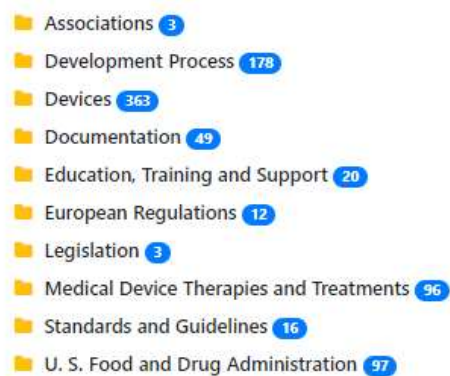 Associations 3
Development Process 178
Devices 363
Documentation 49
Education, Training and Support 20
European Regulations 12
Legislation 3
Medical Device Therapies and Treatments 96
Standards and Guidelines 16
U. S. Food and Drug Administration 97